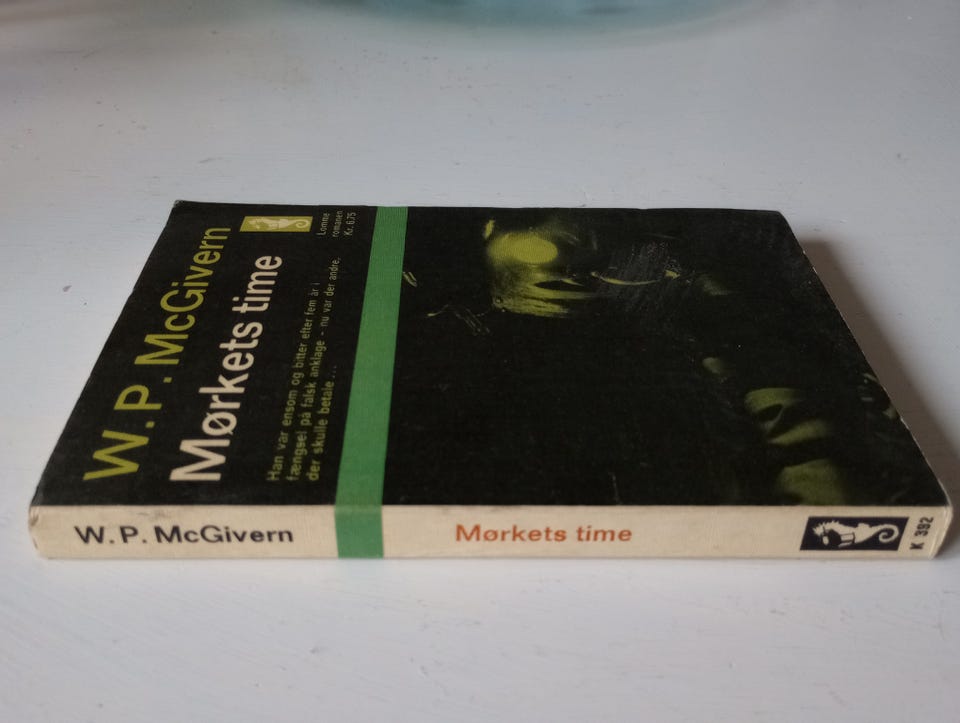 W. P. McGivern
Mørkets time
Lomme
romanen
Kr. 6.75
Han var ensom og bitter efter fem år i
fængsel på falsk anklage - nu var der andre,
der skulle betale ...
W. P. McGivern
Mørkets time
K 392